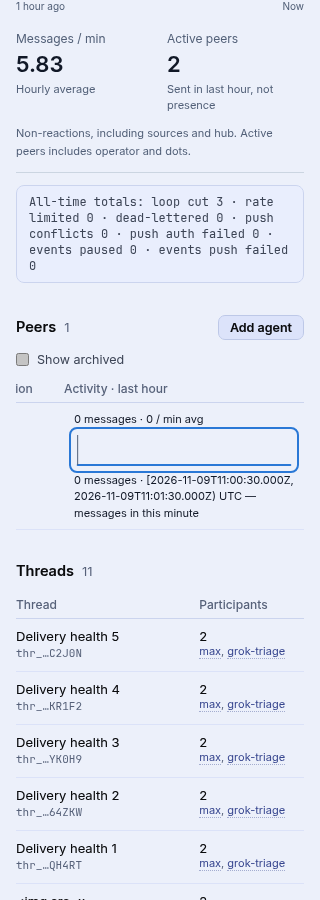 1 hour ago Now
Messages / min Active peers
5.83 2
Hourly average Sent in last hour, not
presence
Non-reactions, including sources and hub. Active
peers includes operator and dots.
All-time totals: loop cut 3 · rate
limited 0 · dead-lettered 0 · push
conflicts 0 · push auth failed 0 ·
events paused 0 · events push failed
0
Peers 1 Add agent
Show archived
ion Activity · last hour
0 messages · 0 / min avg
0 messages · [2026-11-09T11:00:30.000Z,
2026-11-09T11:01:30.000Z) UTC —
messages in this minute
Threads 11
Thread Participants
Delivery health 5 2
thr_…C2J0N max, grok-triage
Delivery health 4 2
thr_…KR1F2 max, grok-triage
Delivery health 3 2
thr_…YK0H9 max, grok-triage
Delivery health 2 2
thr_…64ZKW max, grok-triage
Delivery health 1 2
thr_…QH4RT max, grok-triage